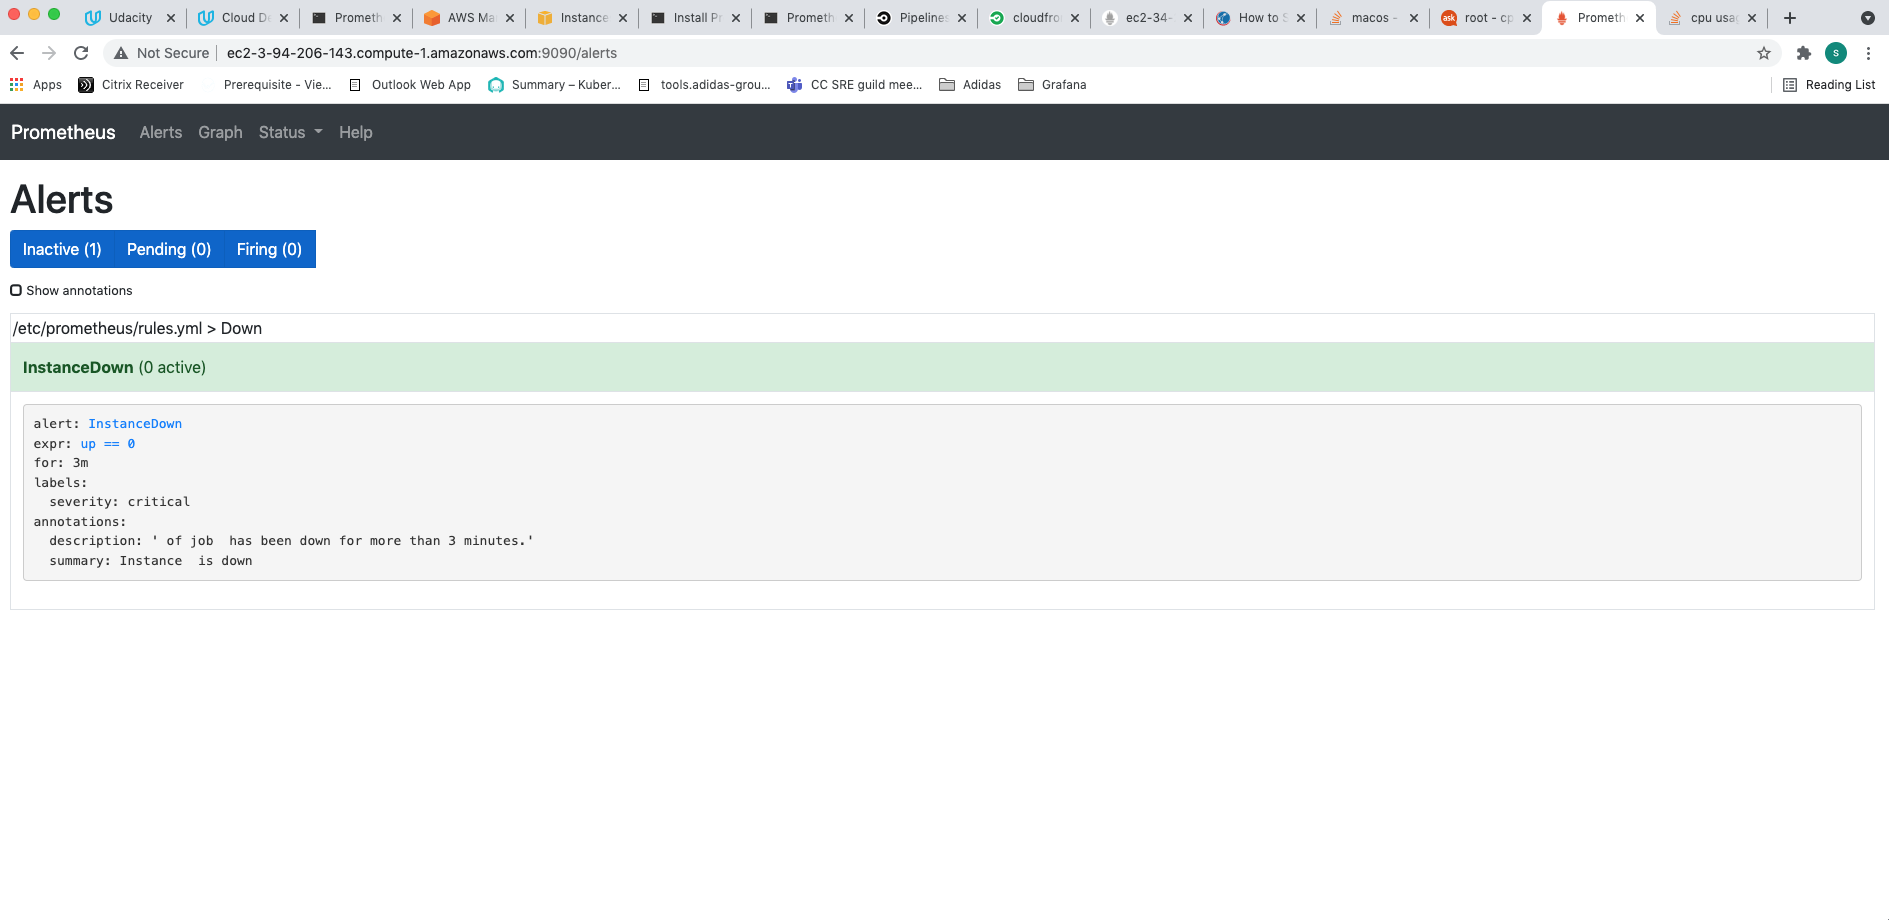 Udacity Cloud De Prometh AWS Ma Instance Install Pr Prometh Pipelines cloudfro ec2-34- How to S macos - ask root - cp Prometh cpu usa
Not Secure ec2-3-94-206-143.compute-1.amazonaws.com:9090/alerts S
Apps Citrix Receiver Prerequisite - Vie... Outlook Web App Summary – Kuber... tools.adidas-grou... CC SRE guild mee... Adidas Grafana Reading List
Prometheus Alerts Graph Status Help
Alerts
Inactive (1) Pending (0) Firing (0)
Show annotations
/etc/prometheus/rules.yml > Down
InstanceDown (0 active)
alert: InstanceDown
expr: up == 0
for: 3m
labels:
severity: critical
annotations:
description: ' of job  has been down for more than 3 minutes.'
summary: Instance  is down